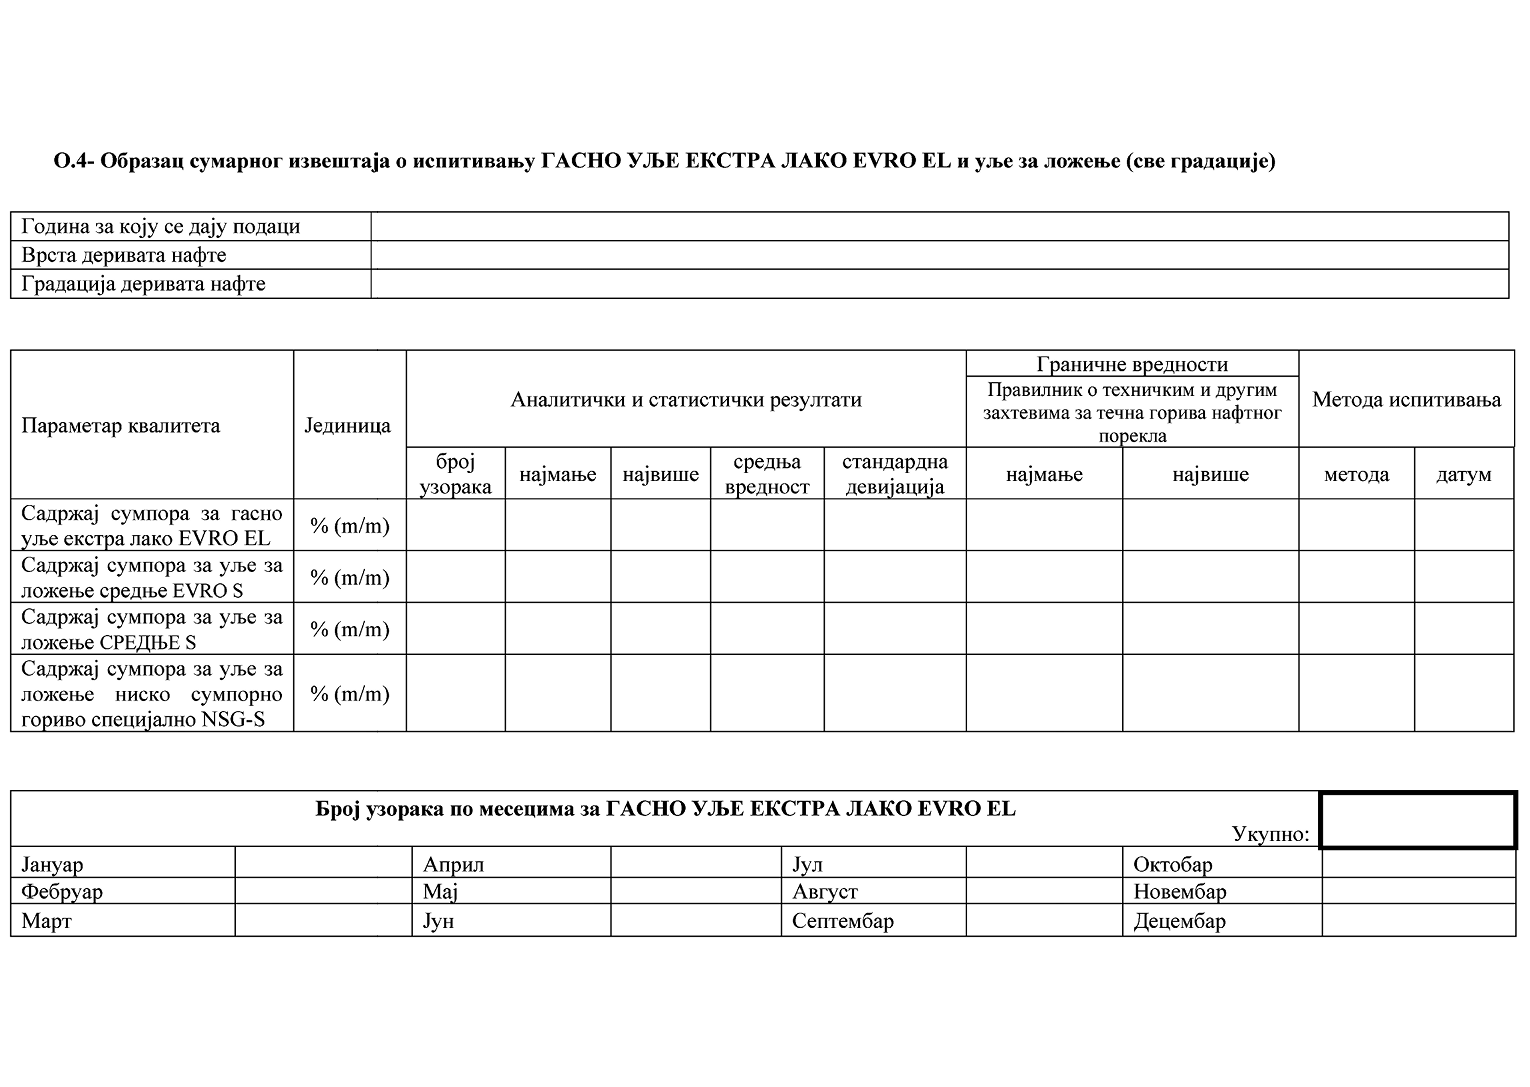 О.4- Образац сумарног извештаја о испитивању ГАСНО УЉЕ ЕКСТРА ЛАКО EVRO EL и уље за ложење (све градације)
Година за коју се дају подаци
Врста деривата нафте
Градација деривата нафте
Параметар квалитета
Јединица
Аналитички и статистички резултати
Граничне вредности
Правилник о техничким и другим
захтевима за течна горива нафтног
порекла
Метода испитивања
број
узорака
најмање
највише
средња
вредност
стандардна
девијација
најмање
највише
метода
датум
Садржај сумпора за гасно
уље екстра лако EVRO EL
% (m/m)
Садржај сумпора за уље за
ложење средње EVRO S
% (m/m)
Садржај сумпора за уље за
ложење СРЕДЊЕ S
% (m/m)
Садржај сумпора за уље за
ложење ниско сумпорно
гориво специјално NSG-S
% (m/m)
Број узорака по месецима за ГАСНО УЉЕ ЕКСТРА ЛАКО EVRO EL
Укупно:
Јануар Април Јул Октобар
Фебруар Мај Август Новембар
Март Јун Септембар Децембар